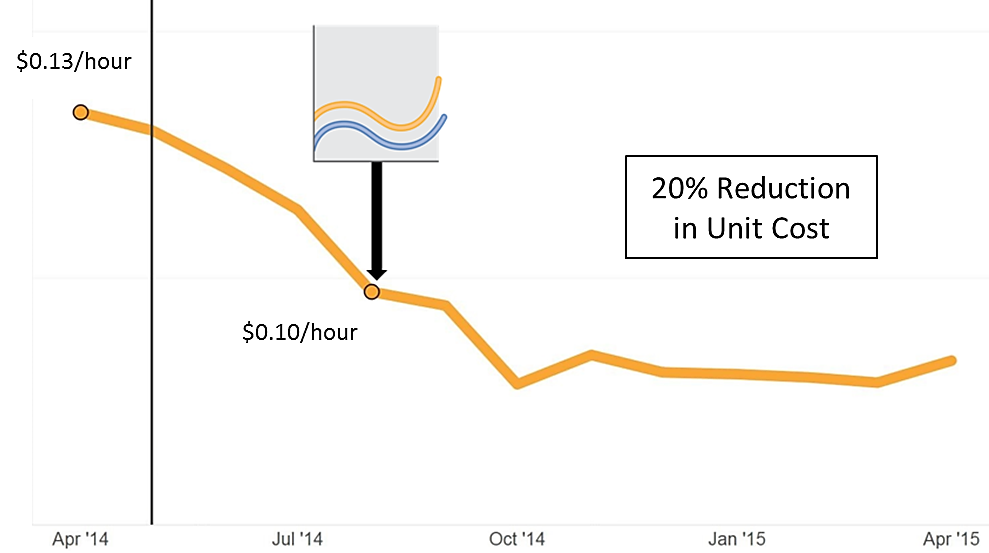 $0.13/hour
20% Reduction
in Unit Cost
$0.10/hour
Apr '14
Jul '14
Oct '14
Jan '15
Apr '15